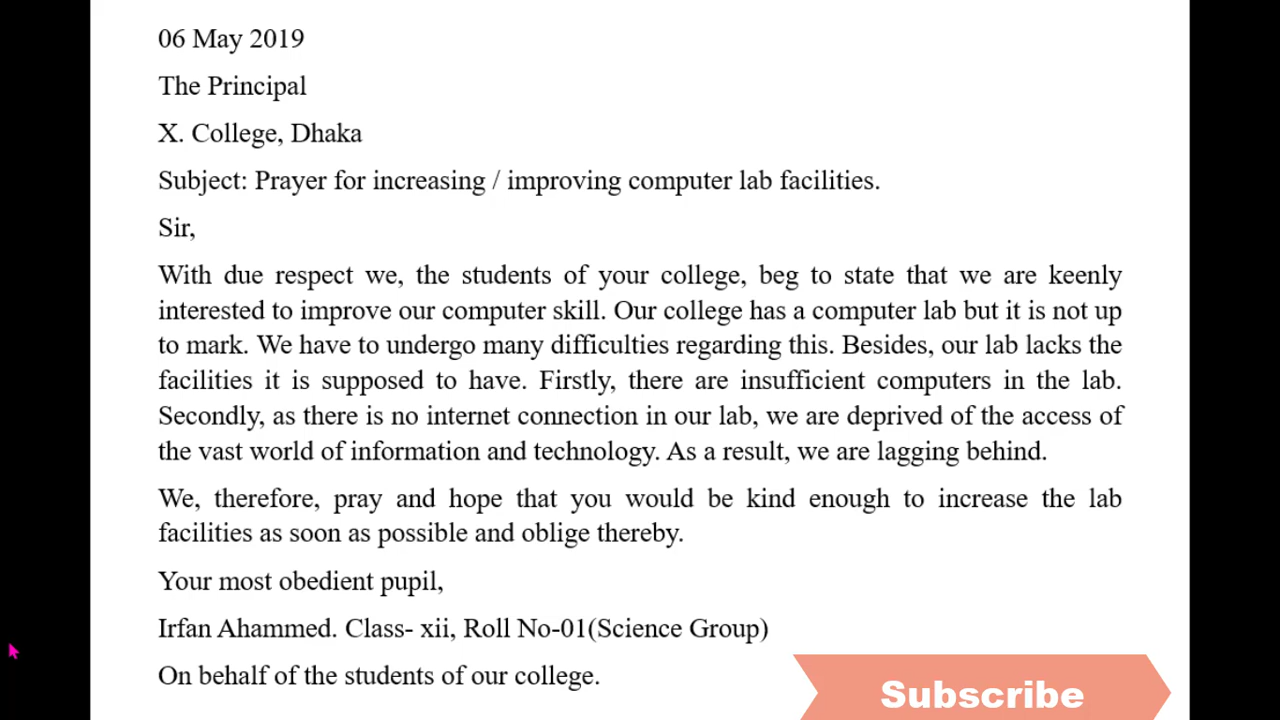 06 May 2019
The Principal
X. College, Dhaka
Subject: Prayer for increasing / improving computer lab facilities.
Sir,
With due respect we, the students of your college, beg to state that we are keenly
interested to improve our computer skill. Our college has a computer lab but it is not up
to mark. We have to undergo many difficulties regarding this. Besides, our lab lacks the
facilities it is supposed to have. Firstly, there are insufficient computers in the lab.
Secondly, as there is no internet connection in our lab, we are deprived of the access of
the vast world of information and technology. As a result, we are lagging behind.
We, therefore, pray and hope that you would be kind enough to increase the lab
facilities as soon as possible and oblige thereby.
Your most obedient pupil,
Irfan Ahammed. Class- xii, Roll No-01(Science Group)
On behalf of the students of our college.
Subscribe